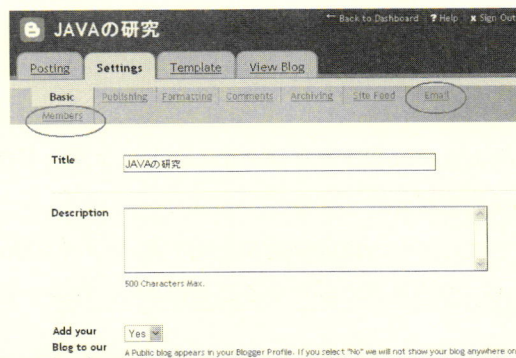 JAVAの研究
Back to Dashboard ? Help x Sign Out
Posting Settings Template View Blog
Basic Publishing Formatting Comments Archiving Site Feed Email
Members
Title JAVAの研究
Description
500 Characters Max.
Add your Yes
Blog to our A Public blog appears in your Blogger Profile. If you select "No" we will not show your blog anywhere on